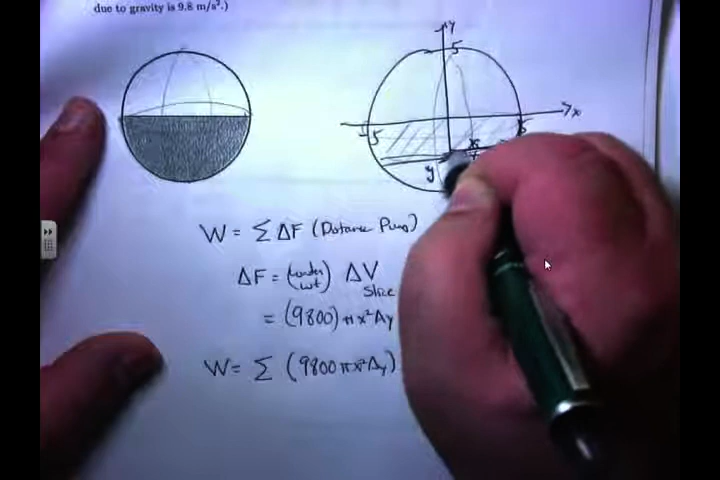 due to gravity is 9.8 m/s².)
y
5
x
-5
5
x
y
W = Σ ΔF (Distance Pump)
ΔF = (water wt) ΔV slice
= (9800) π x² Δy
W = Σ (9800 π x² Δy)